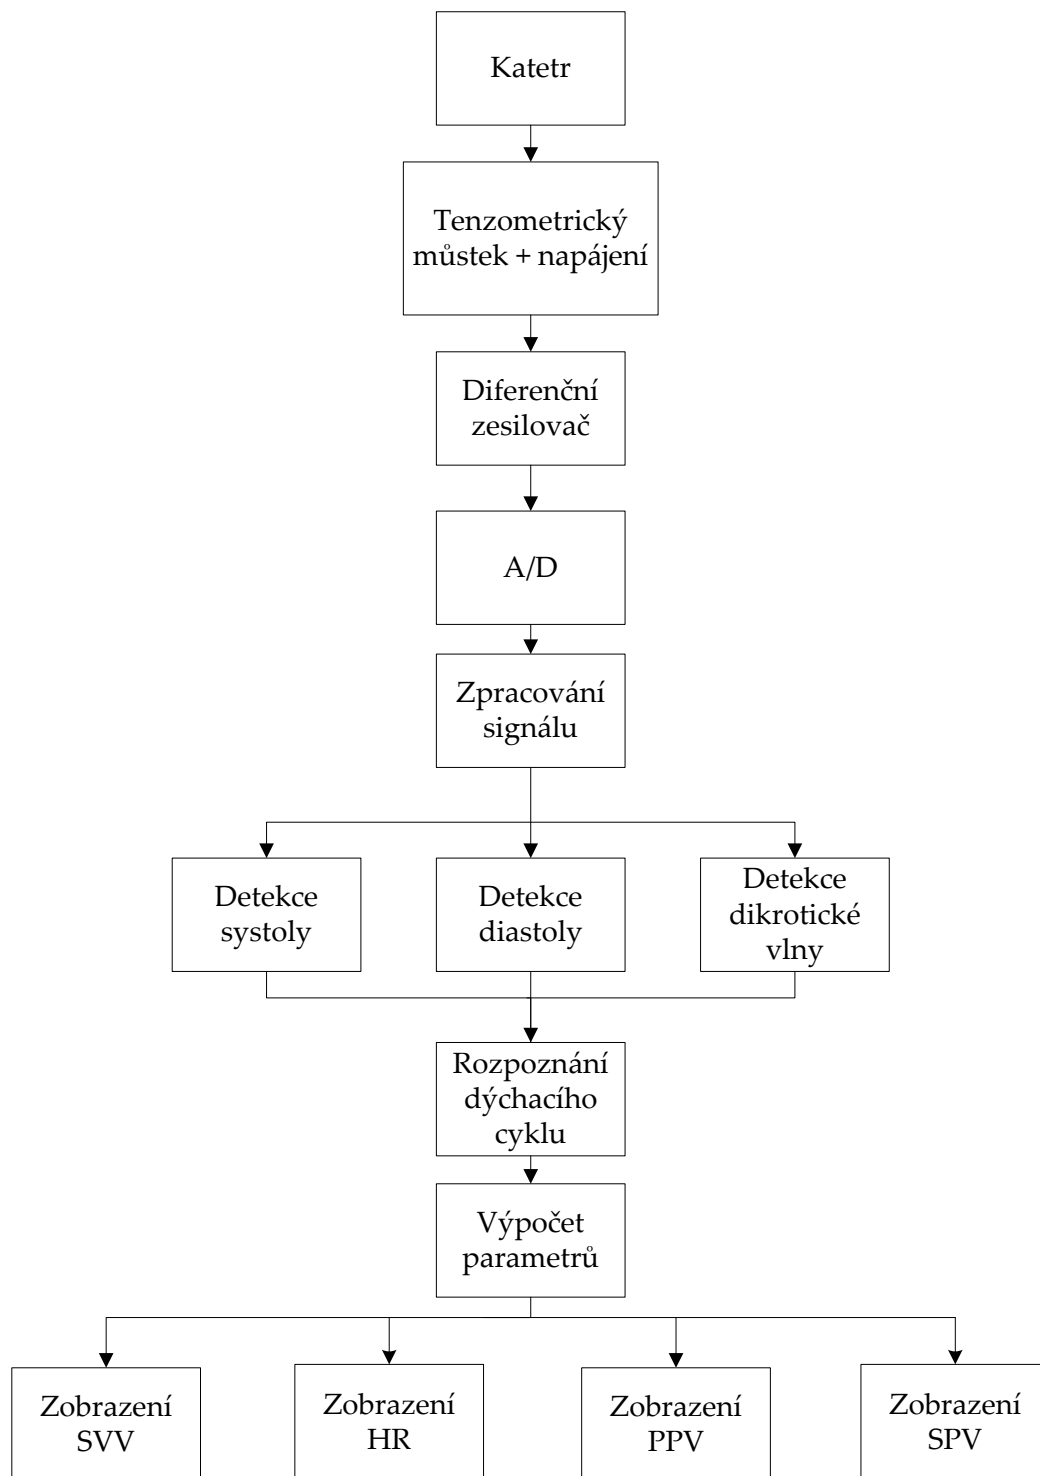 Katetr
Tenzometrický
můstek + napájení
Diferenční
zesilovač
A/D
Zpracování
signálu
Detekce
systoly
Detekce
diastoly
Detekce
dikrotické
vlny
Rozpoznání
dýchacího
cyklu
Výpočet
parametrů
Zobrazení
SVV
Zobrazení
HR
Zobrazení
PPV
Zobrazení
SPV